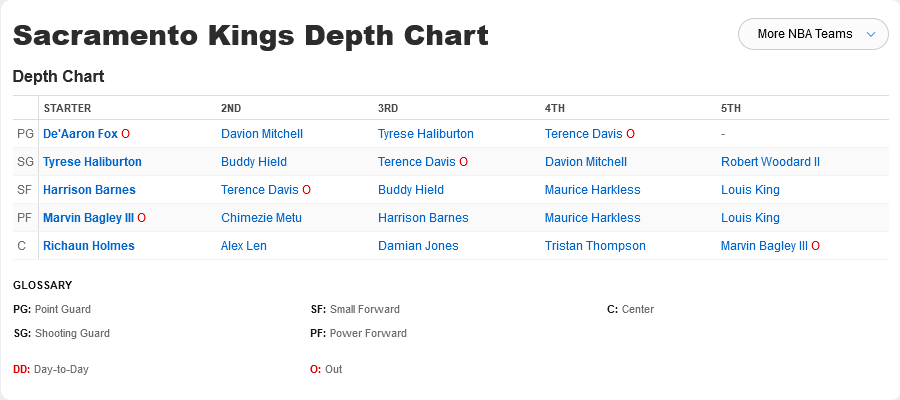 Sacramento Kings Depth Chart
More NBA Teams
Depth Chart
STARTER 2ND 3RD 4TH 5TH
PG De'Aaron Fox O Davion Mitchell Tyrese Haliburton Terence Davis O -
SG Tyrese Haliburton Buddy Hield Terence Davis O Davion Mitchell Robert Woodard II
SF Harrison Barnes Terence Davis O Buddy Hield Maurice Harkless Louis King
PF Marvin Bagley III O Chimezie Metu Harrison Barnes Maurice Harkless Louis King
C Richaun Holmes Alex Len Damian Jones Tristan Thompson Marvin Bagley III O
GLOSSARY
PG: Point Guard SF: Small Forward C: Center
SG: Shooting Guard PF: Power Forward
DD: Day-to-Day O: Out